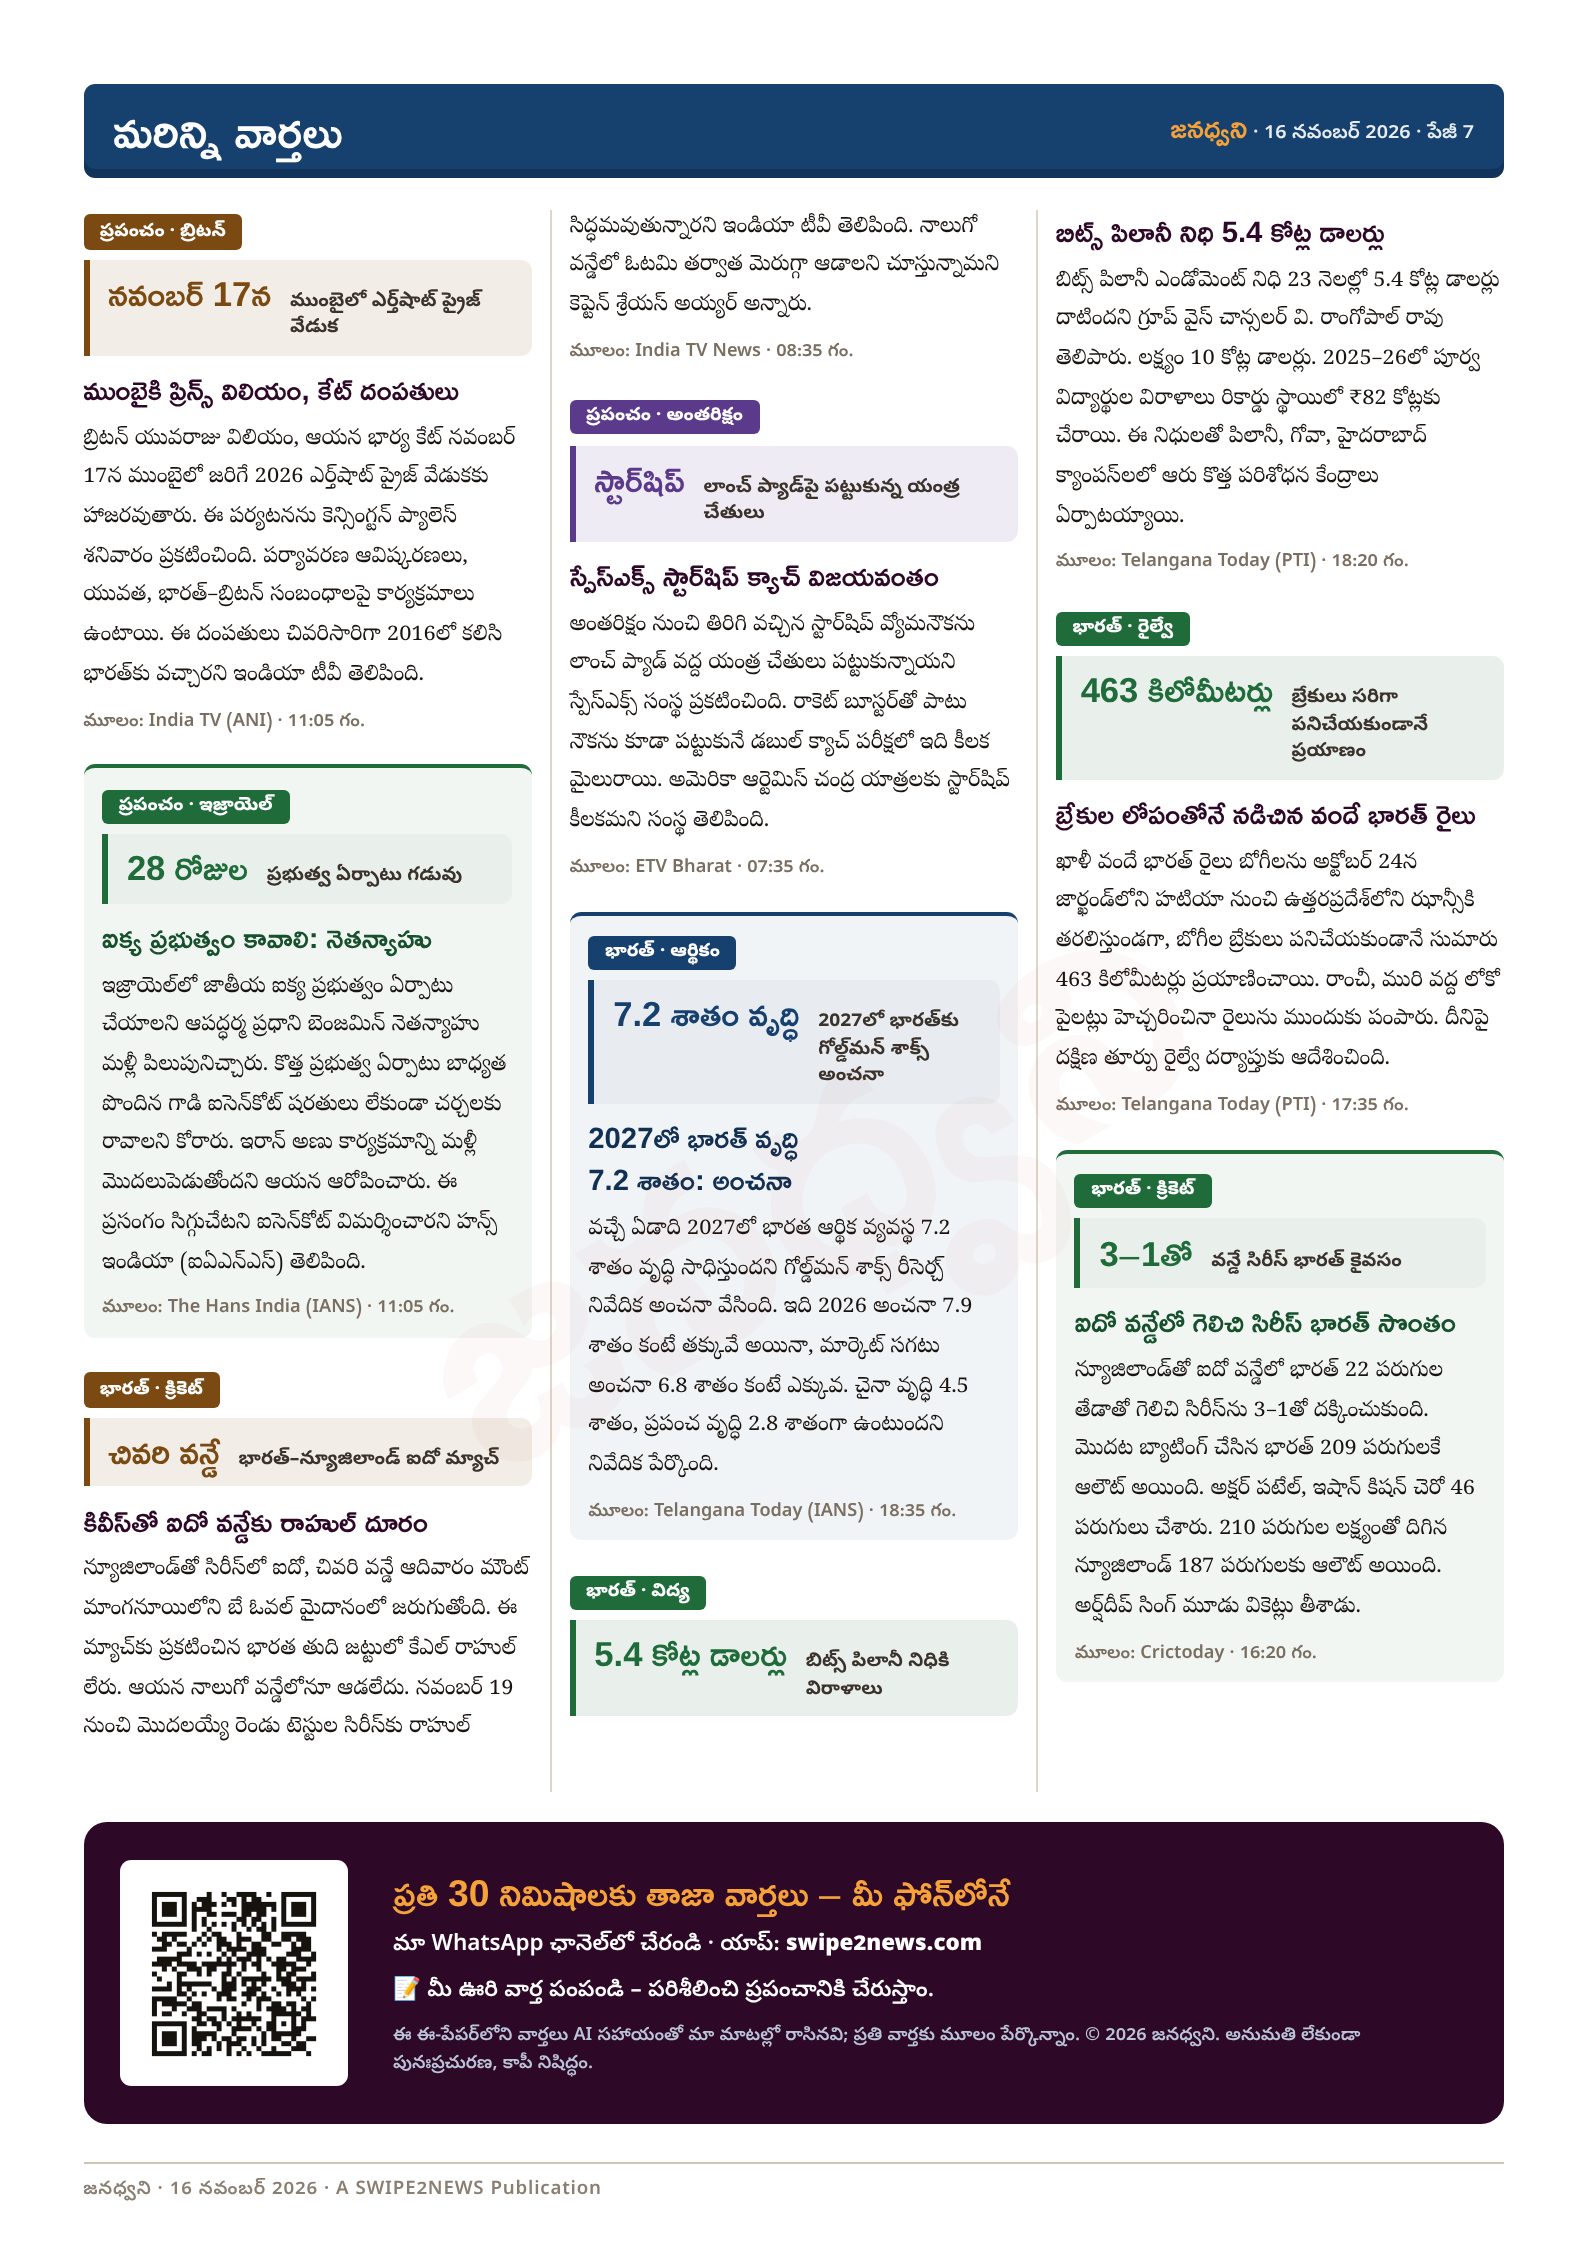 మరిన్ని వార్తలు
జనధ్వని · 16 నవంబర్ 2026 · పేజీ 7
ప్రపంచం · బ్రిటన్
నవంబర్ 17న ముంబైలో ఎర్త్‌షాట్ ప్రైజ్
వేడుక
ముంబైకి ప్రిన్స్ విలియం, కేట్ దంపతులు
బ్రిటన్ యువరాజు విలియం, ఆయన భార్య కేట్ నవంబర్
17న ముంబైలో జరిగే 2026 ఎర్త్‌షాట్ ప్రైజ్ వేడుకకు
హాజరవుతారు. ఈ పర్యటనను కెన్సింగ్టన్ ప్యాలెస్
శనివారం ప్రకటించింది. పర్యావరణ ఆవిష్కరణలు,
యువత, భారత్–బ్రిటన్ సంబంధాలపై కార్యక్రమాలు
ఉంటాయి. ఈ దంపతులు చివరిసారిగా 2016లో కలిసి
భారత్‌కు వచ్చారని ఇండియా టీవీ తెలిపింది.
మూలం: India TV (ANI) · 11:05 గం.
ప్రపంచం · ఇజ్రాయెల్
28 రోజుల ప్రభుత్వ ఏర్పాటు గడువు
ఐక్య ప్రభుత్వం కావాలి: నెతన్యాహు
ఇజ్రాయెల్‌లో జాతీయ ఐక్య ప్రభుత్వం ఏర్పాటు
చేయాలని ఆపద్ధర్మ ప్రధాని బెంజమిన్ నెతన్యాహు
మళ్లీ పిలుపునిచ్చారు. కొత్త ప్రభుత్వ ఏర్పాటు బాధ్యత
పొందిన గాడి ఐసెన్‌కోట్ షరతులు లేకుండా చర్చలకు
రావాలని కోరారు. ఇరాన్ అణు కార్యక్రమాన్ని మళ్లీ
మొదలుపెడుతోందని ఆయన ఆరోపించారు. ఈ
ప్రసంగం సిగ్గుచేటని ఐసెన్‌కోట్ విమర్శించారని హన్స్
ఇండియా (ఐఏఎన్ఎస్) తెలిపింది.
మూలం: The Hans India (IANS) · 11:05 గం.
భారత్ · క్రికెట్
చివరి వన్డే భారత్–న్యూజిలాండ్ ఐదో మ్యాచ్
కివీస్‌తో ఐదో వన్డేకు రాహుల్ దూరం
న్యూజిలాండ్‌తో సిరీస్‌లో ఐదో, చివరి వన్డే ఆదివారం మౌంట్
మాంగనూయిలోని బే ఓవల్ మైదానంలో జరుగుతోంది. ఈ
మ్యాచ్‌కు ప్రకటించిన భారత తుది జట్టులో కేఎల్ రాహుల్
లేరు. ఆయన నాలుగో వన్డేలోనూ ఆడలేదు. నవంబర్ 19
నుంచి మొదలయ్యే రెండు టెస్టుల సిరీస్‌కు రాహుల్
సిద్ధమవుతున్నారని ఇండియా టీవీ తెలిపింది. నాలుగో
వన్డేలో ఓటమి తర్వాత మెరుగ్గా ఆడాలని చూస్తున్నామని
కెప్టెన్ శ్రేయస్ అయ్యర్ అన్నారు.
మూలం: India TV News · 08:35 గం.
ప్రపంచం · అంతరిక్షం
స్టార్‌షిప్ లాంచ్ ప్యాడ్‌పై పట్టుకున్న యంత్ర
చేతులు
స్పేస్‌ఎక్స్ స్టార్‌షిప్ క్యాచ్ విజయవంతం
అంతరిక్షం నుంచి తిరిగి వచ్చిన స్టార్‌షిప్ వ్యోమనౌకను
లాంచ్ ప్యాడ్ వద్ద యంత్ర చేతులు పట్టుకున్నాయని
స్పేస్‌ఎక్స్ సంస్థ ప్రకటించింది. రాకెట్ బూస్టర్‌తో పాటు
నౌకను కూడా పట్టుకునే డబుల్ క్యాచ్ పరీక్షలో ఇది కీలక
మైలురాయి. అమెరికా ఆర్టెమిస్ చంద్ర యాత్రలకు స్టార్‌షిప్
కీలకమని సంస్థ తెలిపింది.
మూలం: ETV Bharat · 07:35 గం.
భారత్ · ఆర్థికం
7.2 శాతం వృద్ధి 2027లో భారత్‌కు
గోల్డ్‌మన్ శాక్స్
అంచనా
2027లో భారత్ వృద్ధి
7.2 శాతం: అంచనా
వచ్చే ఏడాది 2027లో భారత ఆర్థిక వ్యవస్థ 7.2
శాతం వృద్ధి సాధిస్తుందని గోల్డ్‌మన్ శాక్స్ రీసెర్చ్
నివేదిక అంచనా వేసింది. ఇది 2026 అంచనా 7.9
శాతం కంటే తక్కువే అయినా, మార్కెట్ సగటు
అంచనా 6.8 శాతం కంటే ఎక్కువ. చైనా వృద్ధి 4.5
శాతం, ప్రపంచ వృద్ధి 2.8 శాతంగా ఉంటుందని
నివేదిక పేర్కొంది.
మూలం: Telangana Today (IANS) · 18:35 గం.
భారత్ · విద్య
5.4 కోట్ల డాలర్లు బిట్స్ పిలానీ నిధికి
విరాళాలు
బిట్స్ పిలానీ నిధి 5.4 కోట్ల డాలర్లు
బిట్స్ పిలానీ ఎండోమెంట్ నిధి 23 నెలల్లో 5.4 కోట్ల డాలర్లు
దాటిందని గ్రూప్ వైస్ చాన్సలర్ వి. రాంగోపాల్ రావు
తెలిపారు. లక్ష్యం 10 కోట్ల డాలర్లు. 2025–26లో పూర్వ
విద్యార్థుల విరాళాలు రికార్డు స్థాయిలో ₹82 కోట్లకు
చేరాయి. ఈ నిధులతో పిలానీ, గోవా, హైదరాబాద్
క్యాంపస్‌లలో ఆరు కొత్త పరిశోధన కేంద్రాలు
ఏర్పాటయ్యాయి.
మూలం: Telangana Today (PTI) · 18:20 గం.
భారత్ · రైల్వే
463 కిలోమీటర్లు బ్రేకులు సరిగా
పనిచేయకుండానే
ప్రయాణం
బ్రేకుల లోపంతోనే నడిచిన వందే భారత్ రైలు
ఖాళీ వందే భారత్ రైలు బోగీలను అక్టోబర్ 24న
జార్ఖండ్‌లోని హటియా నుంచి ఉత్తరప్రదేశ్‌లోని ఝాన్సీకి
తరలిస్తుండగా, బోగీల బ్రేకులు పనిచేయకుండానే సుమారు
463 కిలోమీటర్లు ప్రయాణించాయి. రాంచీ, మురి వద్ద లోకో
పైలట్లు హెచ్చరించినా రైలును ముందుకు పంపారు. దీనిపై
దక్షిణ తూర్పు రైల్వే దర్యాప్తుకు ఆదేశించింది.
మూలం: Telangana Today (PTI) · 17:35 గం.
భారత్ · క్రికెట్
3–1తో వన్డే సిరీస్ భారత్ కైవసం
ఐదో వన్డేలో గెలిచి సిరీస్ భారత్ సొంతం
న్యూజిలాండ్‌తో ఐదో వన్డేలో భారత్ 22 పరుగుల
తేడాతో గెలిచి సిరీస్‌ను 3–1తో దక్కించుకుంది.
మొదట బ్యాటింగ్ చేసిన భారత్ 209 పరుగులకే
ఆలౌట్ అయింది. అక్షర్ పటేల్, ఇషాన్ కిషన్ చెరో 46
పరుగులు చేశారు. 210 పరుగుల లక్ష్యంతో దిగిన
న్యూజిలాండ్ 187 పరుగులకు ఆలౌట్ అయింది.
అర్ష్‌దీప్ సింగ్ మూడు వికెట్లు తీశాడు.
మూలం: Crictoday · 16:20 గం.
జనధ్వని
ప్రతి 30 నిమిషాలకు తాజా వార్తలు – మీ ఫోన్‌లోనే
మా WhatsApp ఛానెల్‌లో చేరండి · యాప్: swipe2news.com
📝 మీ ఊరి వార్త పంపండి – పరిశీలించి ప్రపంచానికి చేరుస్తాం.
ఈ ఈ-పేపర్‌లోని వార్తలు AI సహాయంతో మా మాటల్లో రాసినవి; ప్రతి వార్తకు మూలం పేర్కొన్నాం. © 2026 జనధ్వని. అనుమతి లేకుండా
పునఃప్రచురణ, కాపీ నిషిద్ధం.
జనధ్వని · 16 నవంబర్ 2026 · A SWIPE2NEWS Publication